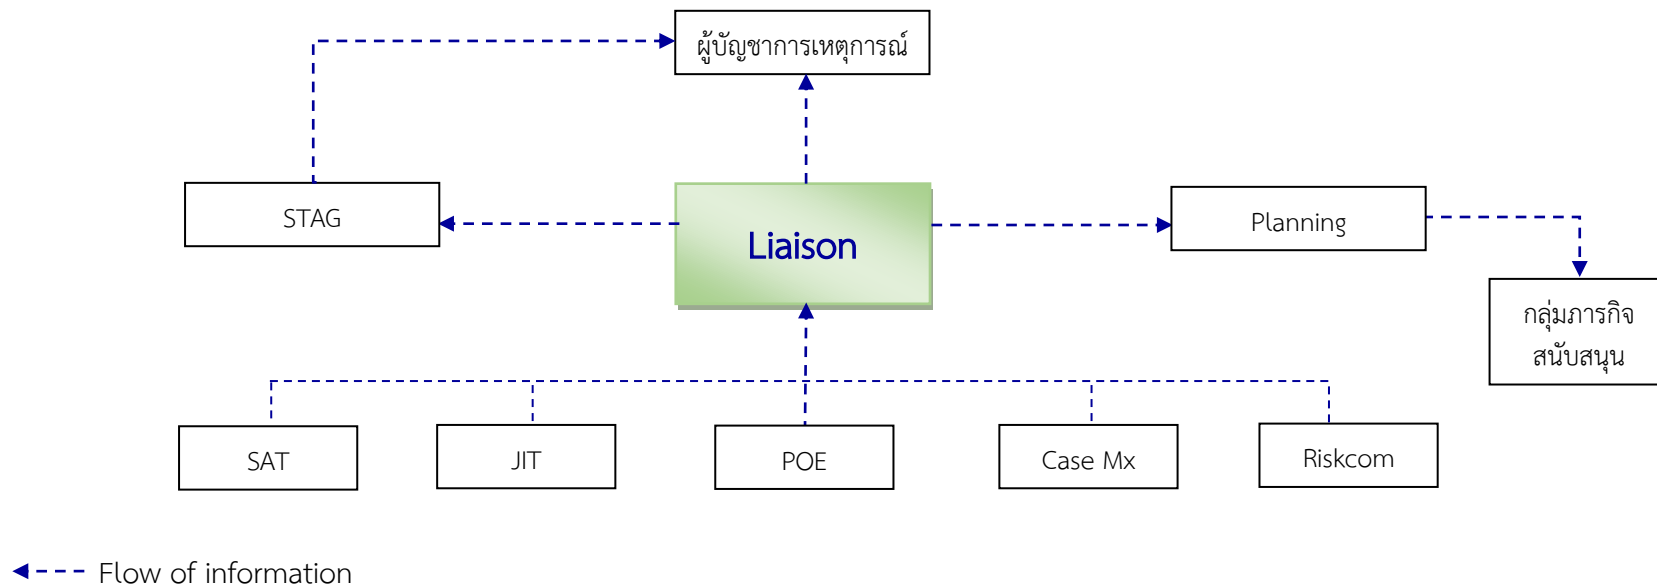 ผู้บัญชาการเหตุการณ์
STAG
Liaison
Planning
กลุ่มภารกิจ
สนับสนุน
SAT
JIT
POE
Case Mx
Riskcom
Flow of information